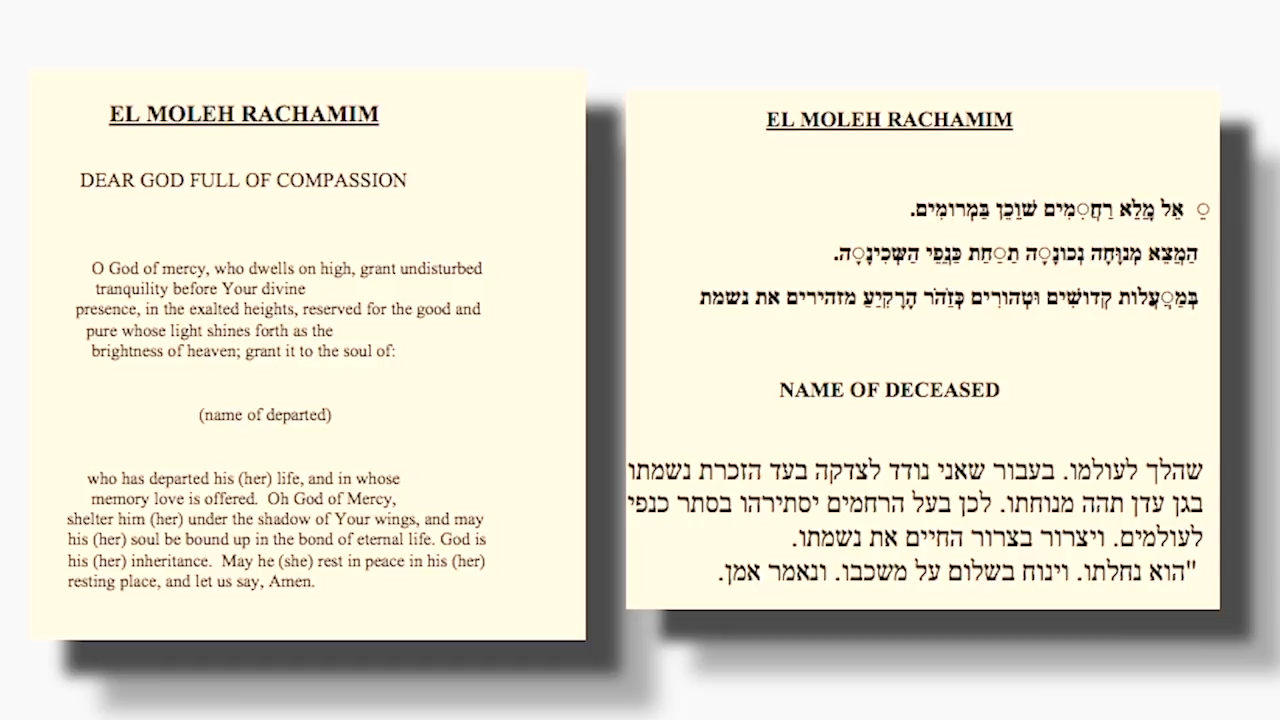 EL MOLEH RACHAMIM
DEAR GOD FULL OF COMPASSION
O God of mercy, who dwells on high, grant undisturbed
tranquility before Your divine
presence, in the exalted heights, reserved for the good and
pure whose light shines forth as the
brightness of heaven; grant it to the soul of:
(name of departed)
who has departed his (her) life, and in whose
memory love is offered. Oh God of Mercy,
shelter him (her) under the shadow of Your wings, and may
his (her) soul be bound up in the bond of eternal life. God is
his (her) inheritance. May he (she) rest in peace in his (her)
resting place, and let us say, Amen.
EL MOLEH RACHAMIM
אֵל מָלֵא רַחֲמִים שׁוֹכֵן בַּמְרוֹמִים.
הַמְצֵא מְנוּחָה נְכוֹנָה תַחַת כַּנְפֵי הַשְּׁכִינָה.
בְּמַעֲלוֹת קְדוֹשִׁים וּטְהוֹרִים כְּזֹהַר הָרָקִיעַ מזהירים את נשמת
NAME OF DECEASED
שהלך לעולמו. בעבור שאני נודד לצדקה בעד הזכרת נשמתו
בגן עדן תהה מנוחתו. לכן בעל הרחמים יסתירהו בסתר כנפי
לעולמים. ויצרור בצרור החיים את נשמתו.
"הוא נחלתו. וינוח בשלום על משכבו. ונאמר אמן.